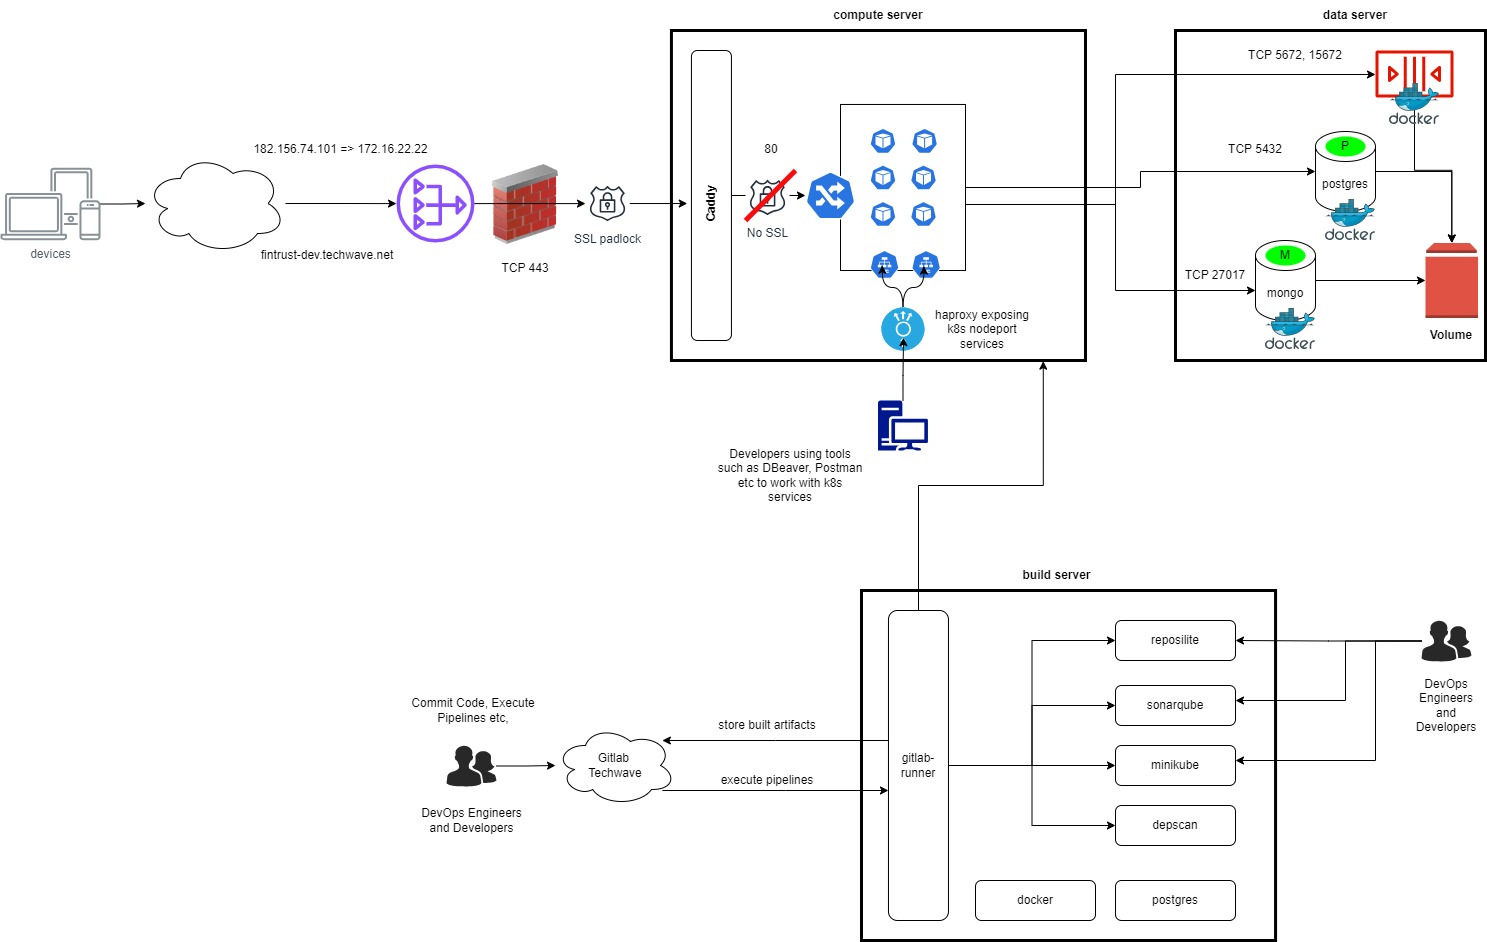 compute server
data server
TCP 5672, 15672
docker
182.156.74.101 => 172.16.22.22
80
TCP 5432
P
postgres
docker
devices
fintrust-dev.techwave.net
TCP 443
SSL padlock
Caddy
No SSL
TCP 27017
M
mongo
docker
Volume
haproxy exposing
k8s nodeport
services
Developers using tools
such as DBeaver, Postman
etc to work with k8s
services
build server
reposilite
sonarqube
minikube
depscan
docker
postgres
gitlab-
runner
DevOps
Engineers
and
Developers
Commit Code, Execute
Pipelines etc,
store built artifacts
Gitlab
Techwave
execute pipelines
DevOps Engineers
and Developers